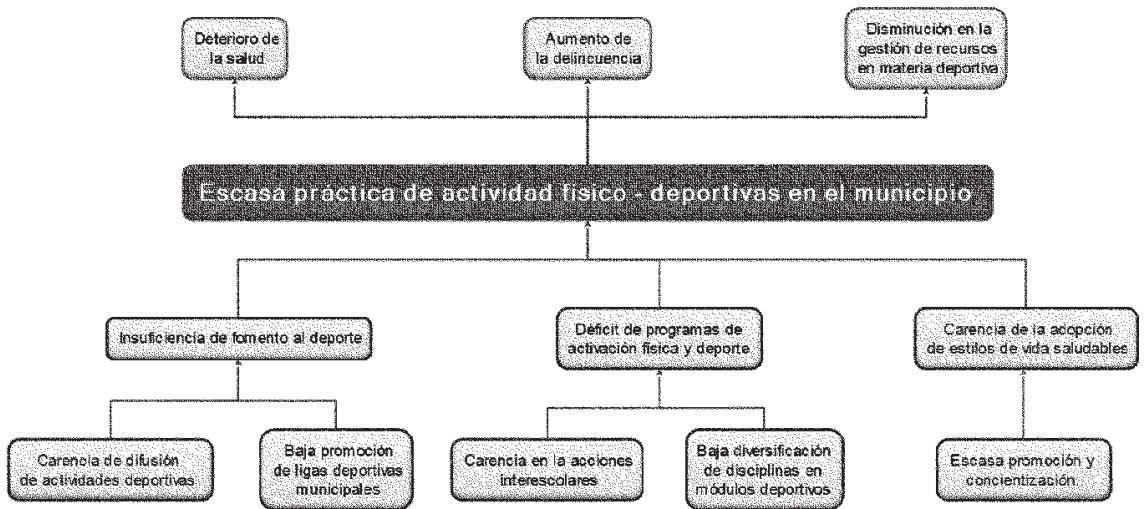 Deterioro de
la salud
Aumento de
la delincuencia
Disminución en la
gestión de recursos
en materia deportiva
Escasa práctica de actividad físico - deportivas en el municipio
Insuficiencia de fomento al deporte
Déficit de programas de
activación física y deporte
Carencia de la adopción
de estilos de vida saludables
Carencia de difusión
de actividades deportivas
Baja promoción
de ligas deportivas
municipales
Carencia en la acciones
interescolares
Baja diversificación
de disciplinas en
módulos deportivos
Escasa promoción y
concientización